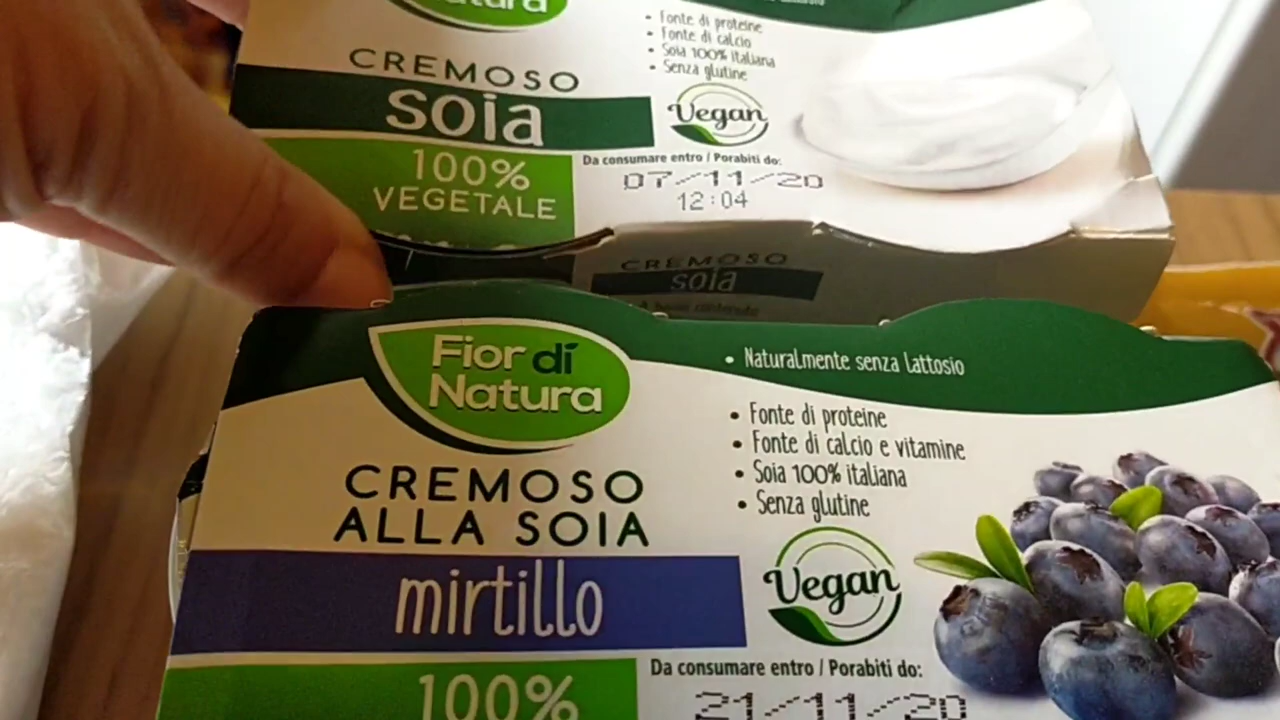 Natura
• Fonte di proteine
• Fonte di calcio
• Soia 100% italiana
• Senza glutine
CREMOSO
soia
Vegan
100%
VEGETALE
Da consumare entro / Porabiti do:
07/11/20
12:04
CREMOSO
soia
Fior di
Natura
• Naturalmente senza lattosio
• Fonte di proteine
• Fonte di calcio e vitamine
• Soia 100% italiana
• Senza glutine
CREMOSO
ALLA SOIA
mirtillo
Vegan
100%
Da consumare entro / Porabiti do:
21/11/20